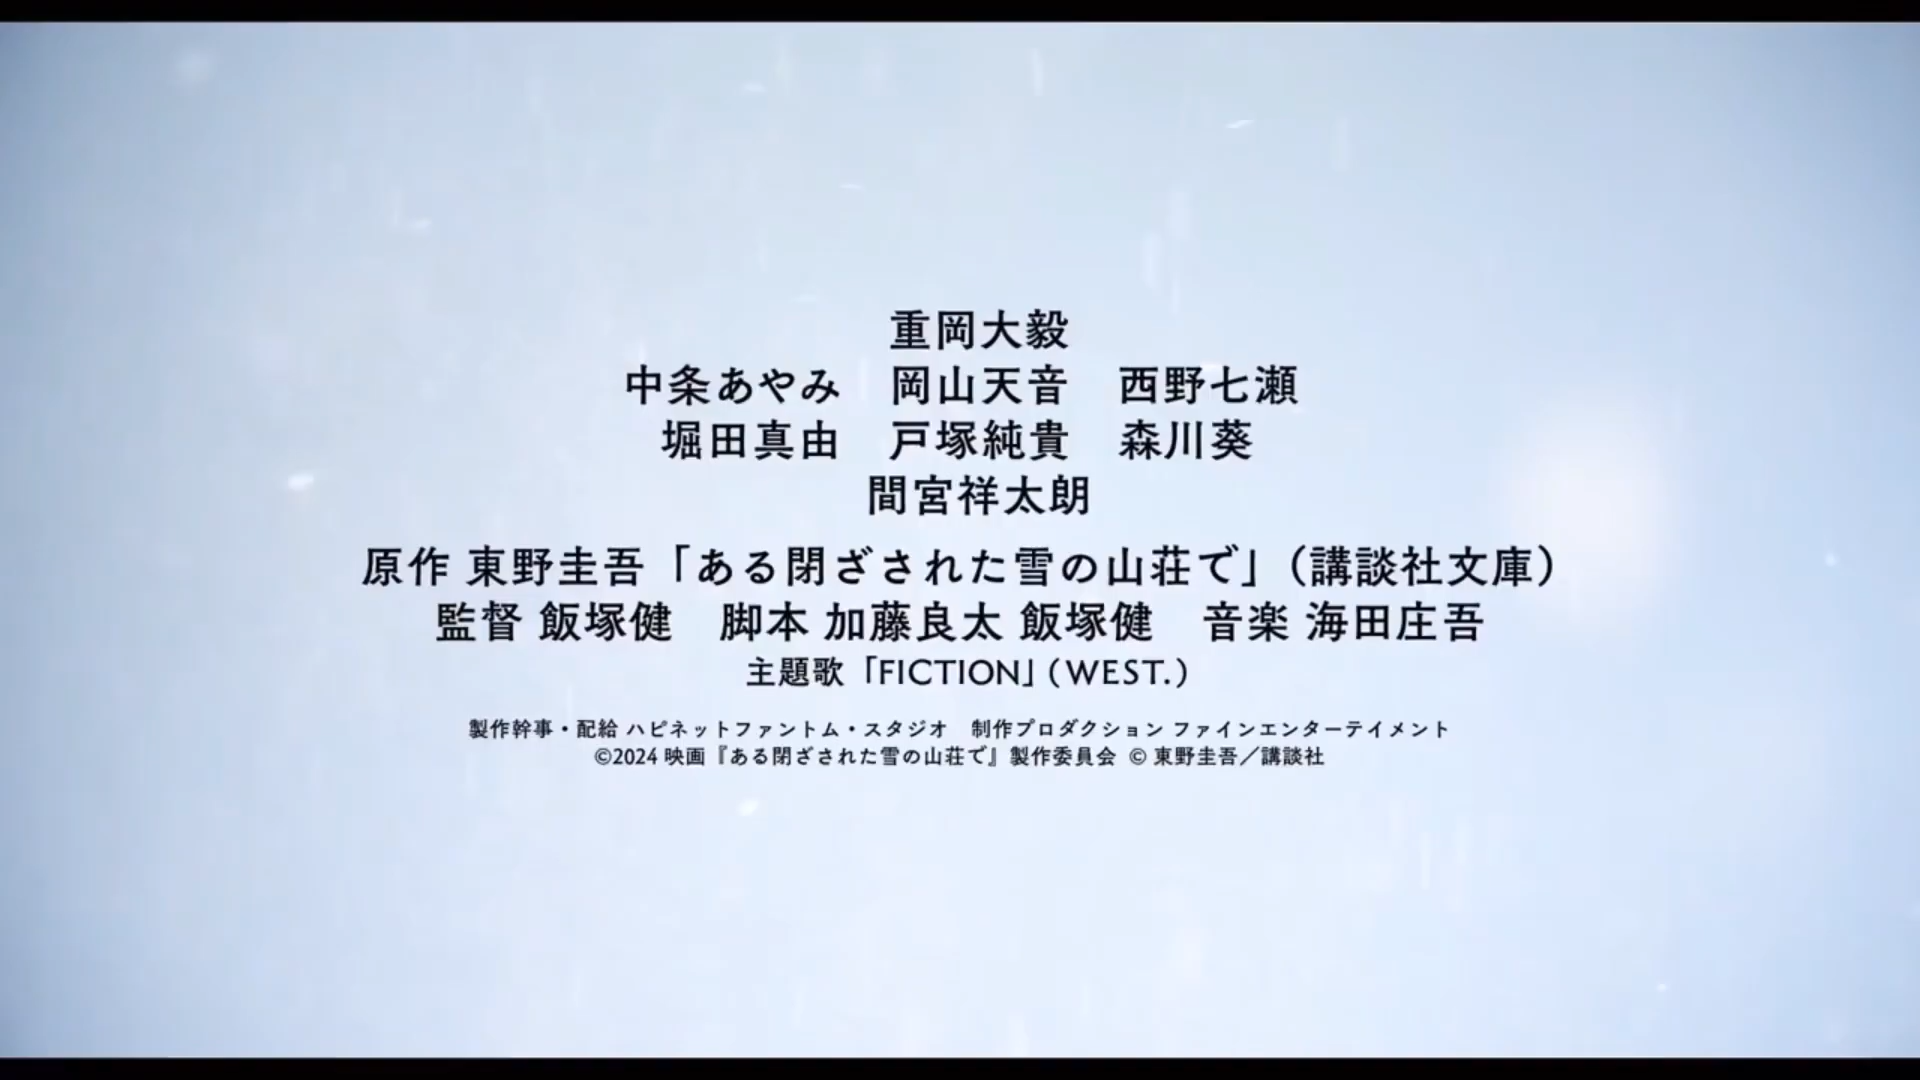 重岡大毅
中条あやみ　岡山天音　西野七瀬
堀田真由　戸塚純貴　森川葵
間宮祥太朗
原作 東野圭吾「ある閉ざされた雪の山荘で」（講談社文庫）
監督 飯塚健　脚本 加藤良太 飯塚健　音楽 海田庄吾
主題歌「FICTION」（WEST.）
製作幹事・配給 ハピネットファントム・スタジオ　制作プロダクション ファインエンターテイメント
©2024 映画『ある閉ざされた雪の山荘で』製作委員会 © 東野圭吾／講談社